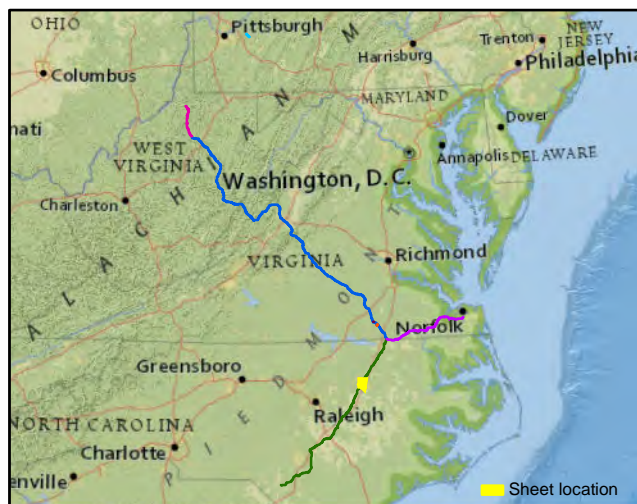 OHIO
Pittsburgh
Harrisburg
Trenton
NEW
JERSEY
Philadelphia
Columbus
MARYLAND
Dover
nati
WEST
VIRGINIA
Annapolis
DELAWARE
Washington, D.C.
Charleston
Richmond
VIRGINIA
A L A C H I A N M
Norfolk
Greensboro
P I E D M O N T
Raleigh
NORTH CAROLINA
Charlotte
enville
Sheet location